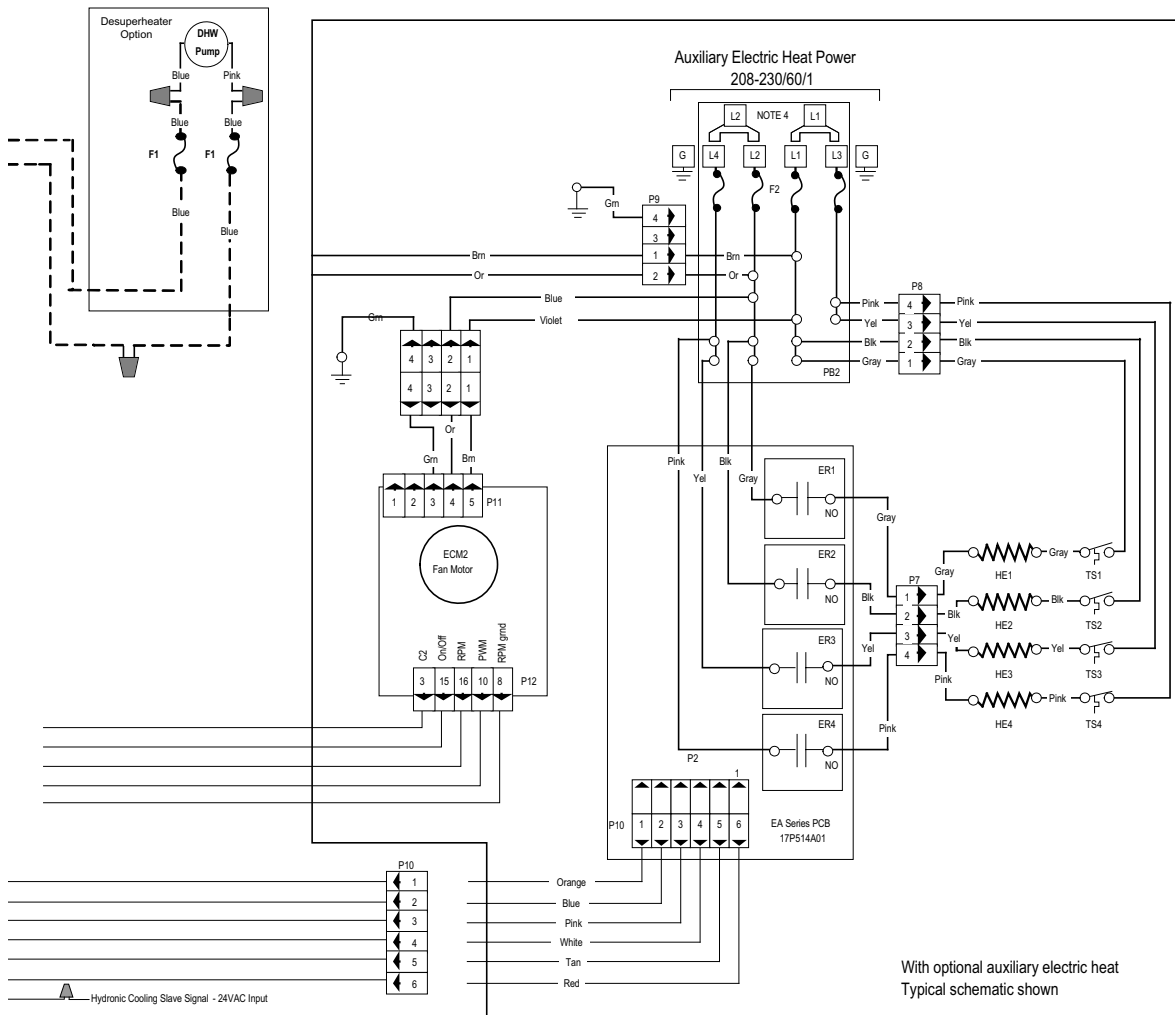 Desuperheater
Option
DHW
Pump
Blue
Pink
Blue
Blue
F1
F1
Blue
Blue
Auxiliary Electric Heat Power
208-230/60/1
L2
NOTE 4
L1
G
L4
L2
L1
L3
G
F2
Grn
P9
4
3
1
2
Brn
Or
Brn
Or
Blue
Violet
Grn
P8
Pink
4
Pink
Yel
3
Yel
Blk
2
Blk
Gray
1
Gray
PB2
4
3
2
1
4
3
2
1
Or
Grn
Brn
1
2
3
4
5
P11
ECM2
Fan Motor
C2
On/Off
RPM
PWM
RPM grnd
3
15
16
10
8
P12
Pink
Yel
Blk
Gray
ER1
NO
Gray
ER2
NO
Blk
ER3
NO
Yel
ER4
NO
Pink
P7
1
2
3
4
Gray
Blk
Yel
Pink
HE1
Gray
TS1
HE2
Blk
TS2
HE3
Yel
TS3
HE4
Pink
TS4
P2
1
P10
1
2
3
4
5
6
EA Series PCB
17P514A01
P10
1
2
3
4
5
6
Orange
Blue
Pink
White
Tan
Red
Hydronic Cooling Slave Signal - 24VAC Input
With optional auxiliary electric heat
Typical schematic shown